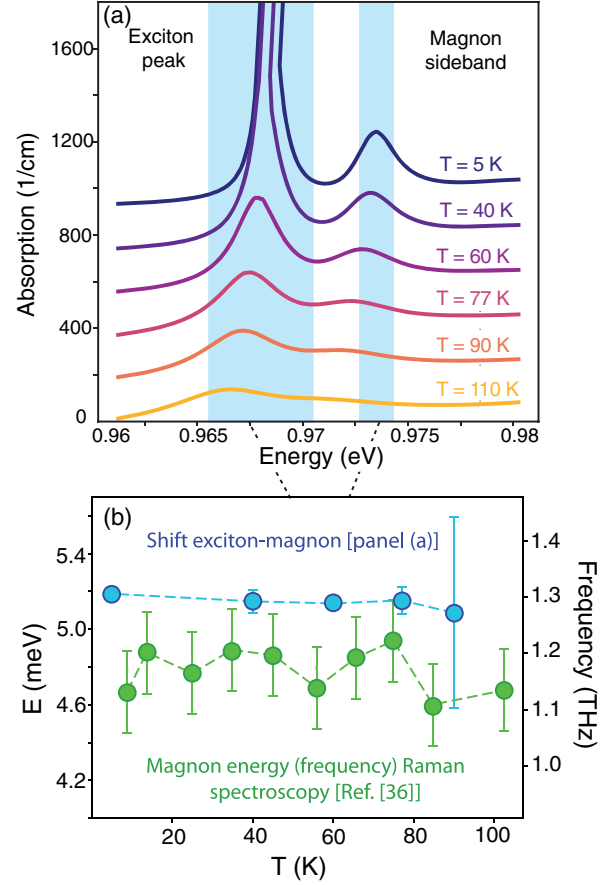 (a)
Exciton
peak
Magnon
sideband
1600
1200
800
400
0
Absorption (1/cm)
T = 5 K
T = 40 K
T = 60 K
T = 77 K
T = 90 K
T = 110 K
0.96
0.965
0.97
0.975
0.98
Energy (eV)
(b)
Shift exciton-magnon [panel (a)]
5.4
5.0
4.6
4.2
E (meV)
1.4
1.3
1.2
1.1
1.0
Frequency (THz)
Magnon energy (frequency) Raman
spectroscopy [Ref. [36]]
20
40
60
80
100
T (K)